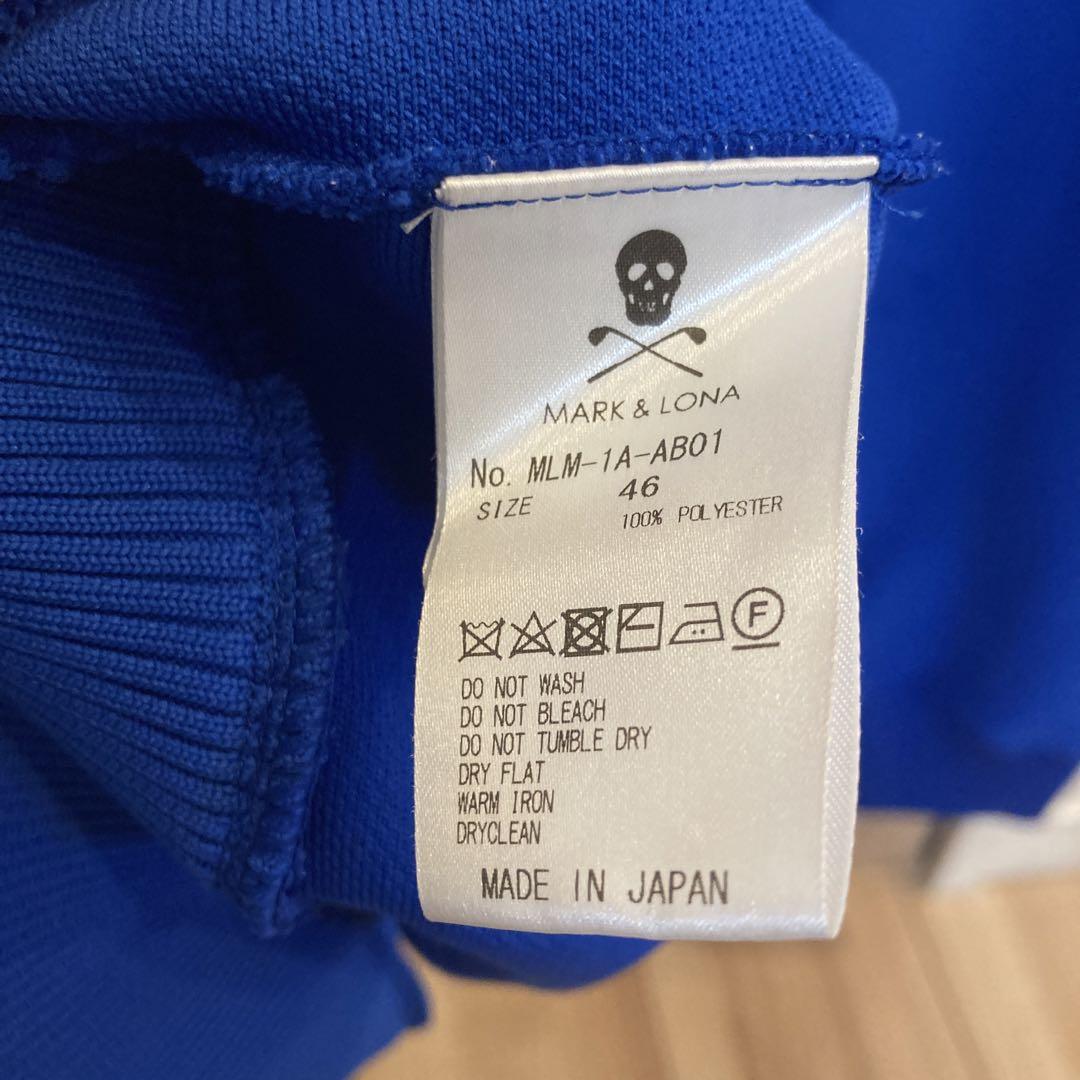 MARK & LONA
No. MLM-1A-AB01
SIZE 46
100% POLYESTER
F
DO NOT WASH
DO NOT BLEACH
DO NOT TUMBLE DRY
DRY FLAT
WARM IRON
DRYCLEAN
MADE IN JAPAN